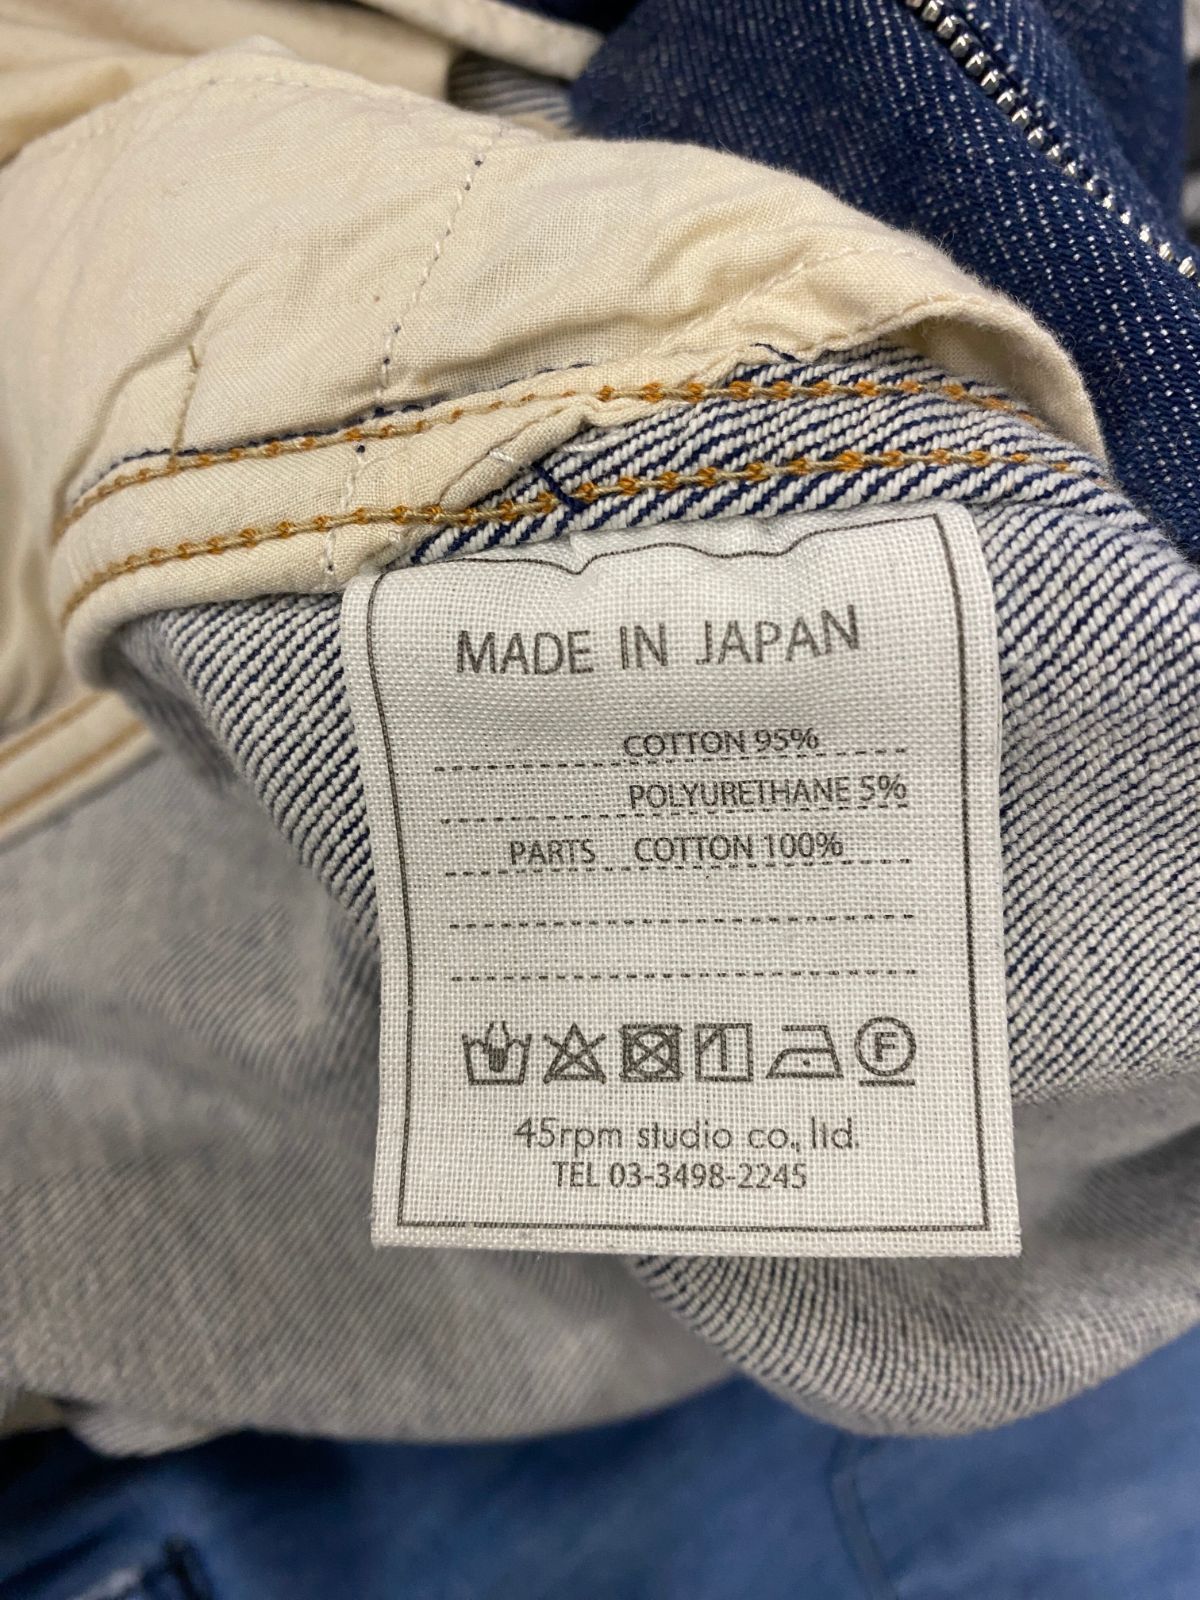 MADE IN JAPAN
COTTON 95%
POLYURETHANE 5%
PARTS COTTON 100%
F
45rpm studio co., ltd.
TEL 03-3498-2245